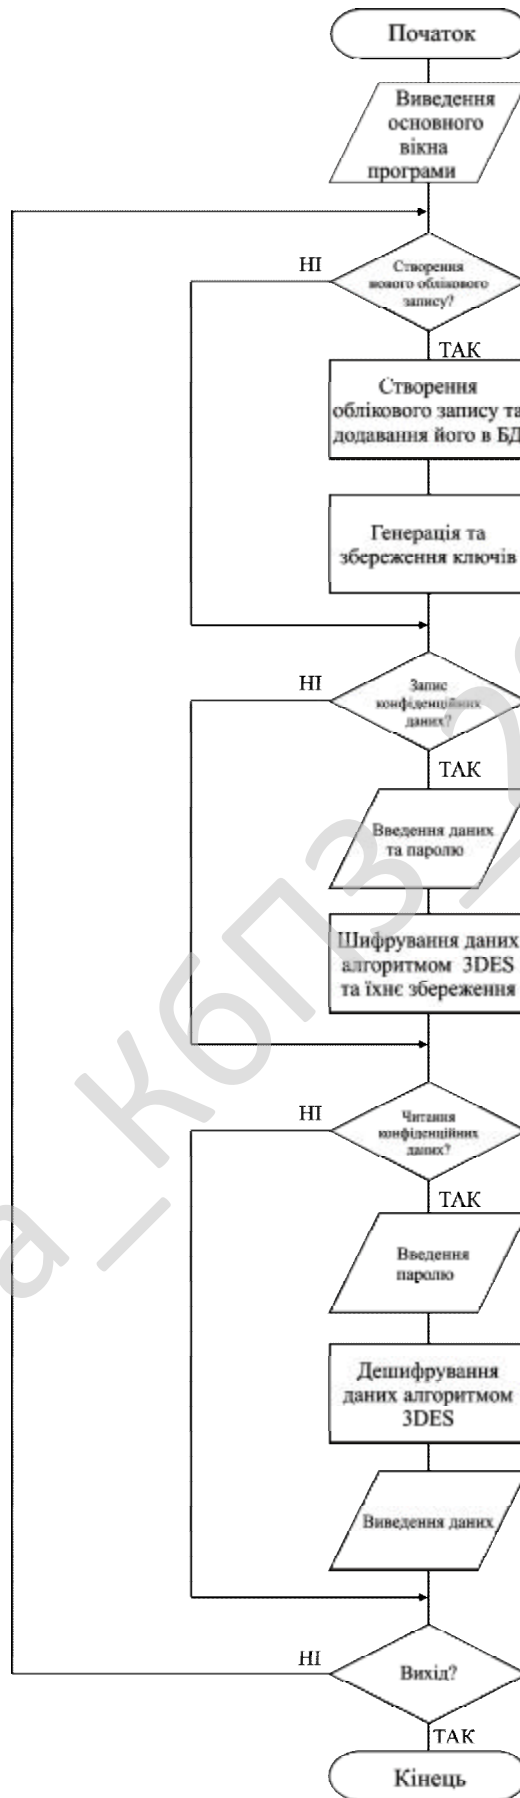 Початок
Виведення
основного
вікна
програми
НІ
Створення
нового облікового
запису?
ТАК
Створення
облікового запису та
додавання його в БД
Генерація та
збереження ключів
НІ
Запис
конфіденційних
даних?
ТАК
Введення даних
та паролю
Шифрування даних
алгоритмом 3DES
та їхнє збереження
НІ
Читання
конфіденційних
даних?
ТАК
Введення
паролю
Дешифрування
даних алгоритмом
3DES
Виведення даних
НІ
Вихід?
ТАК
Кінець